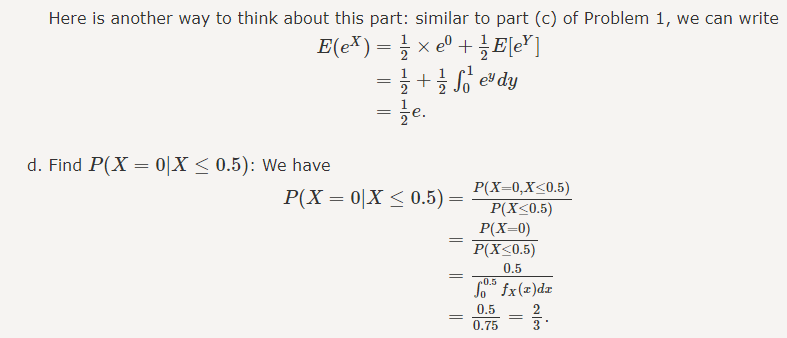 Here is another way to think about this part: similar to part (c) of Problem 1, we can write
E(e^X) = 1/2 × e^0 + 1/2 E[e^Y]
= 1/2 + 1/2 ∫_0^1 e^y dy
= 1/2 e.
d. Find P(X = 0|X ≤ 0.5): We have
P(X = 0|X ≤ 0.5) = P(X=0,X≤0.5) / P(X≤0.5)
= P(X=0) / P(X≤0.5)
= 0.5 / ∫_0^0.5 f_X(x)dx
= 0.5/0.75 = 2/3.